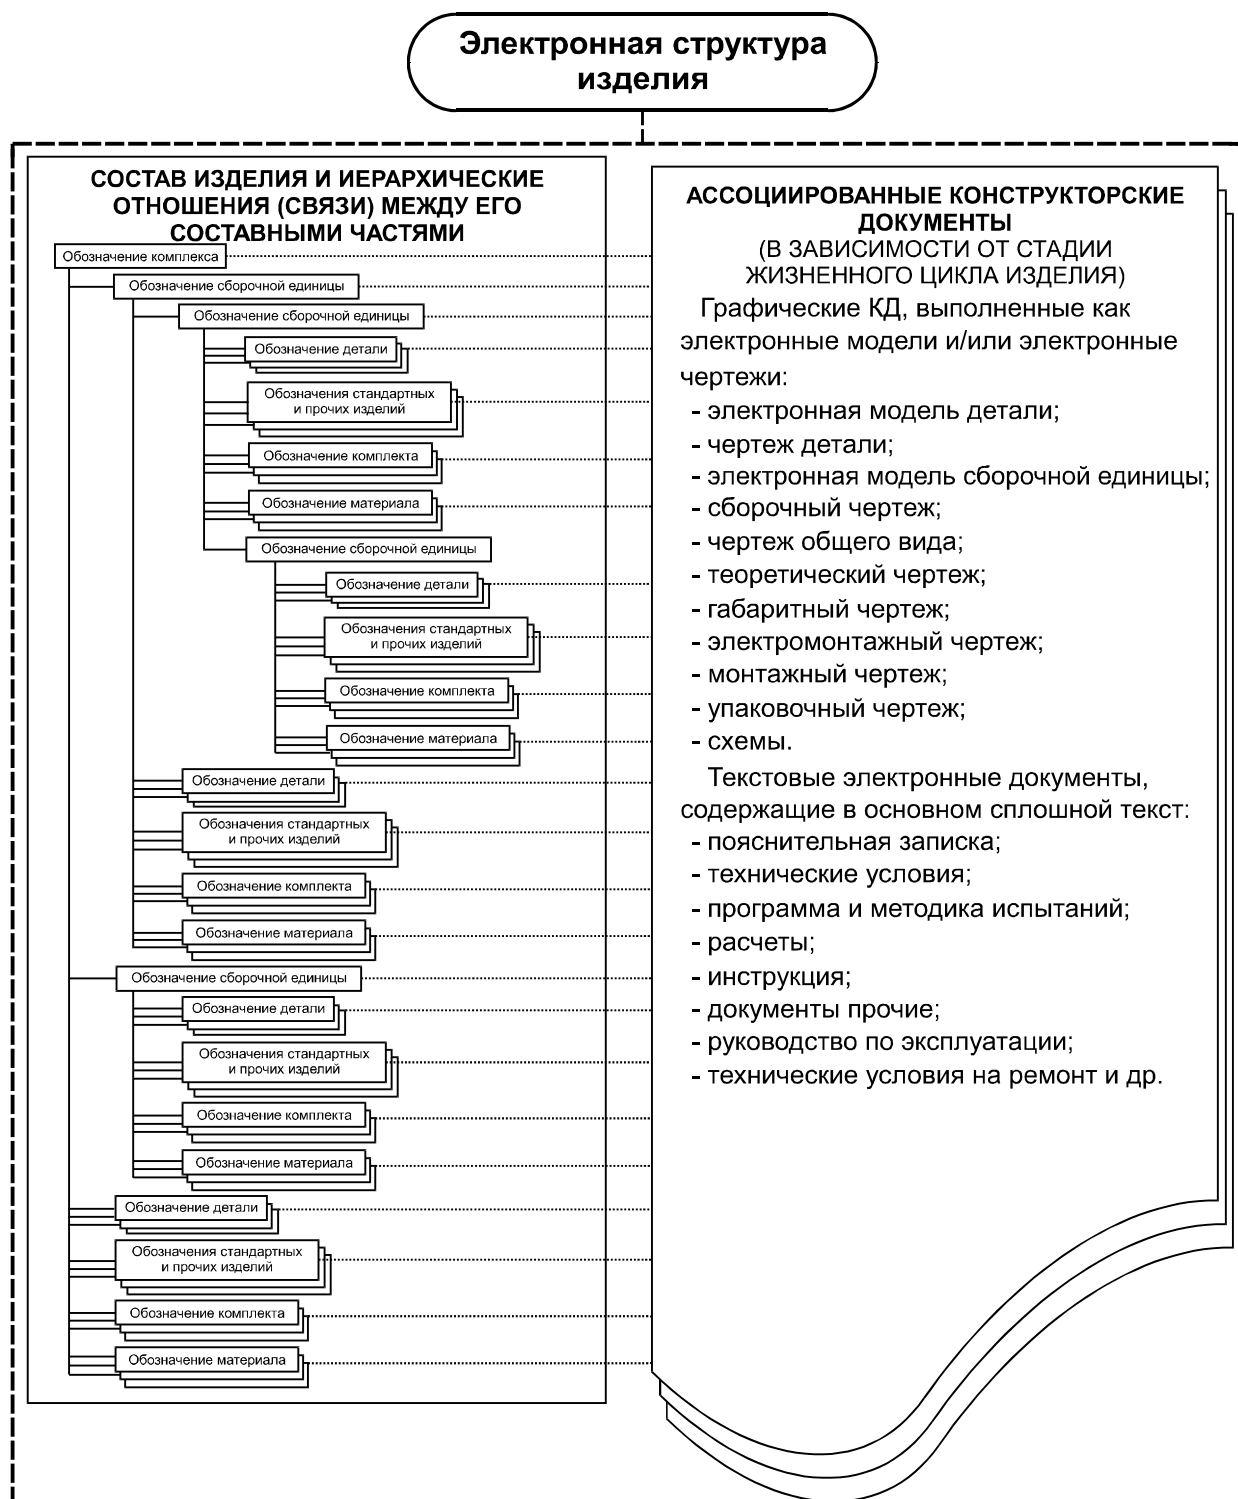 Электронная структура
изделия
СОСТАВ ИЗДЕЛИЯ И ИЕРАРХИЧЕСКИЕ
ОТНОШЕНИЯ (СВЯЗИ) МЕЖДУ ЕГО
СОСТАВНЫМИ ЧАСТЯМИ
Обозначение комплекса
Обозначение сборочной единицы
Обозначение сборочной единицы
Обозначение детали
Обозначения стандартных
и прочих изделий
Обозначение комплекта
Обозначение материала
Обозначение сборочной единицы
Обозначение детали
Обозначения стандартных
и прочих изделий
Обозначение комплекта
Обозначение материала
Обозначение детали
Обозначения стандартных
и прочих изделий
Обозначение комплекта
Обозначение материала
Обозначение сборочной единицы
Обозначение детали
Обозначения стандартных
и прочих изделий
Обозначение комплекта
Обозначение материала
Обозначение детали
Обозначения стандартных
и прочих изделий
Обозначение комплекта
Обозначение материала
АССОЦИИРОВАННЫЕ КОНСТРУКТОРСКИЕ
ДОКУМЕНТЫ
(В ЗАВИСИМОСТИ ОТ СТАДИИ
ЖИЗНЕННОГО ЦИКЛА ИЗДЕЛИЯ)
Графические КД, выполненные как
электронные модели и/или электронные
чертежи:
- электронная модель детали;
- чертеж детали;
- электронная модель сборочной единицы;
- сборочный чертеж;
- чертеж общего вида;
- теоретический чертеж;
- габаритный чертеж;
- электромонтажный чертеж;
- монтажный чертеж;
- упаковочный чертеж;
- схемы.
Текстовые электронные документы,
содержащие в основном сплошной текст:
- пояснительная записка;
- технические условия;
- программа и методика испытаний;
- расчеты;
- инструкция;
- документы прочие;
- руководство по эксплуатации;
- технические условия на ремонт и др.